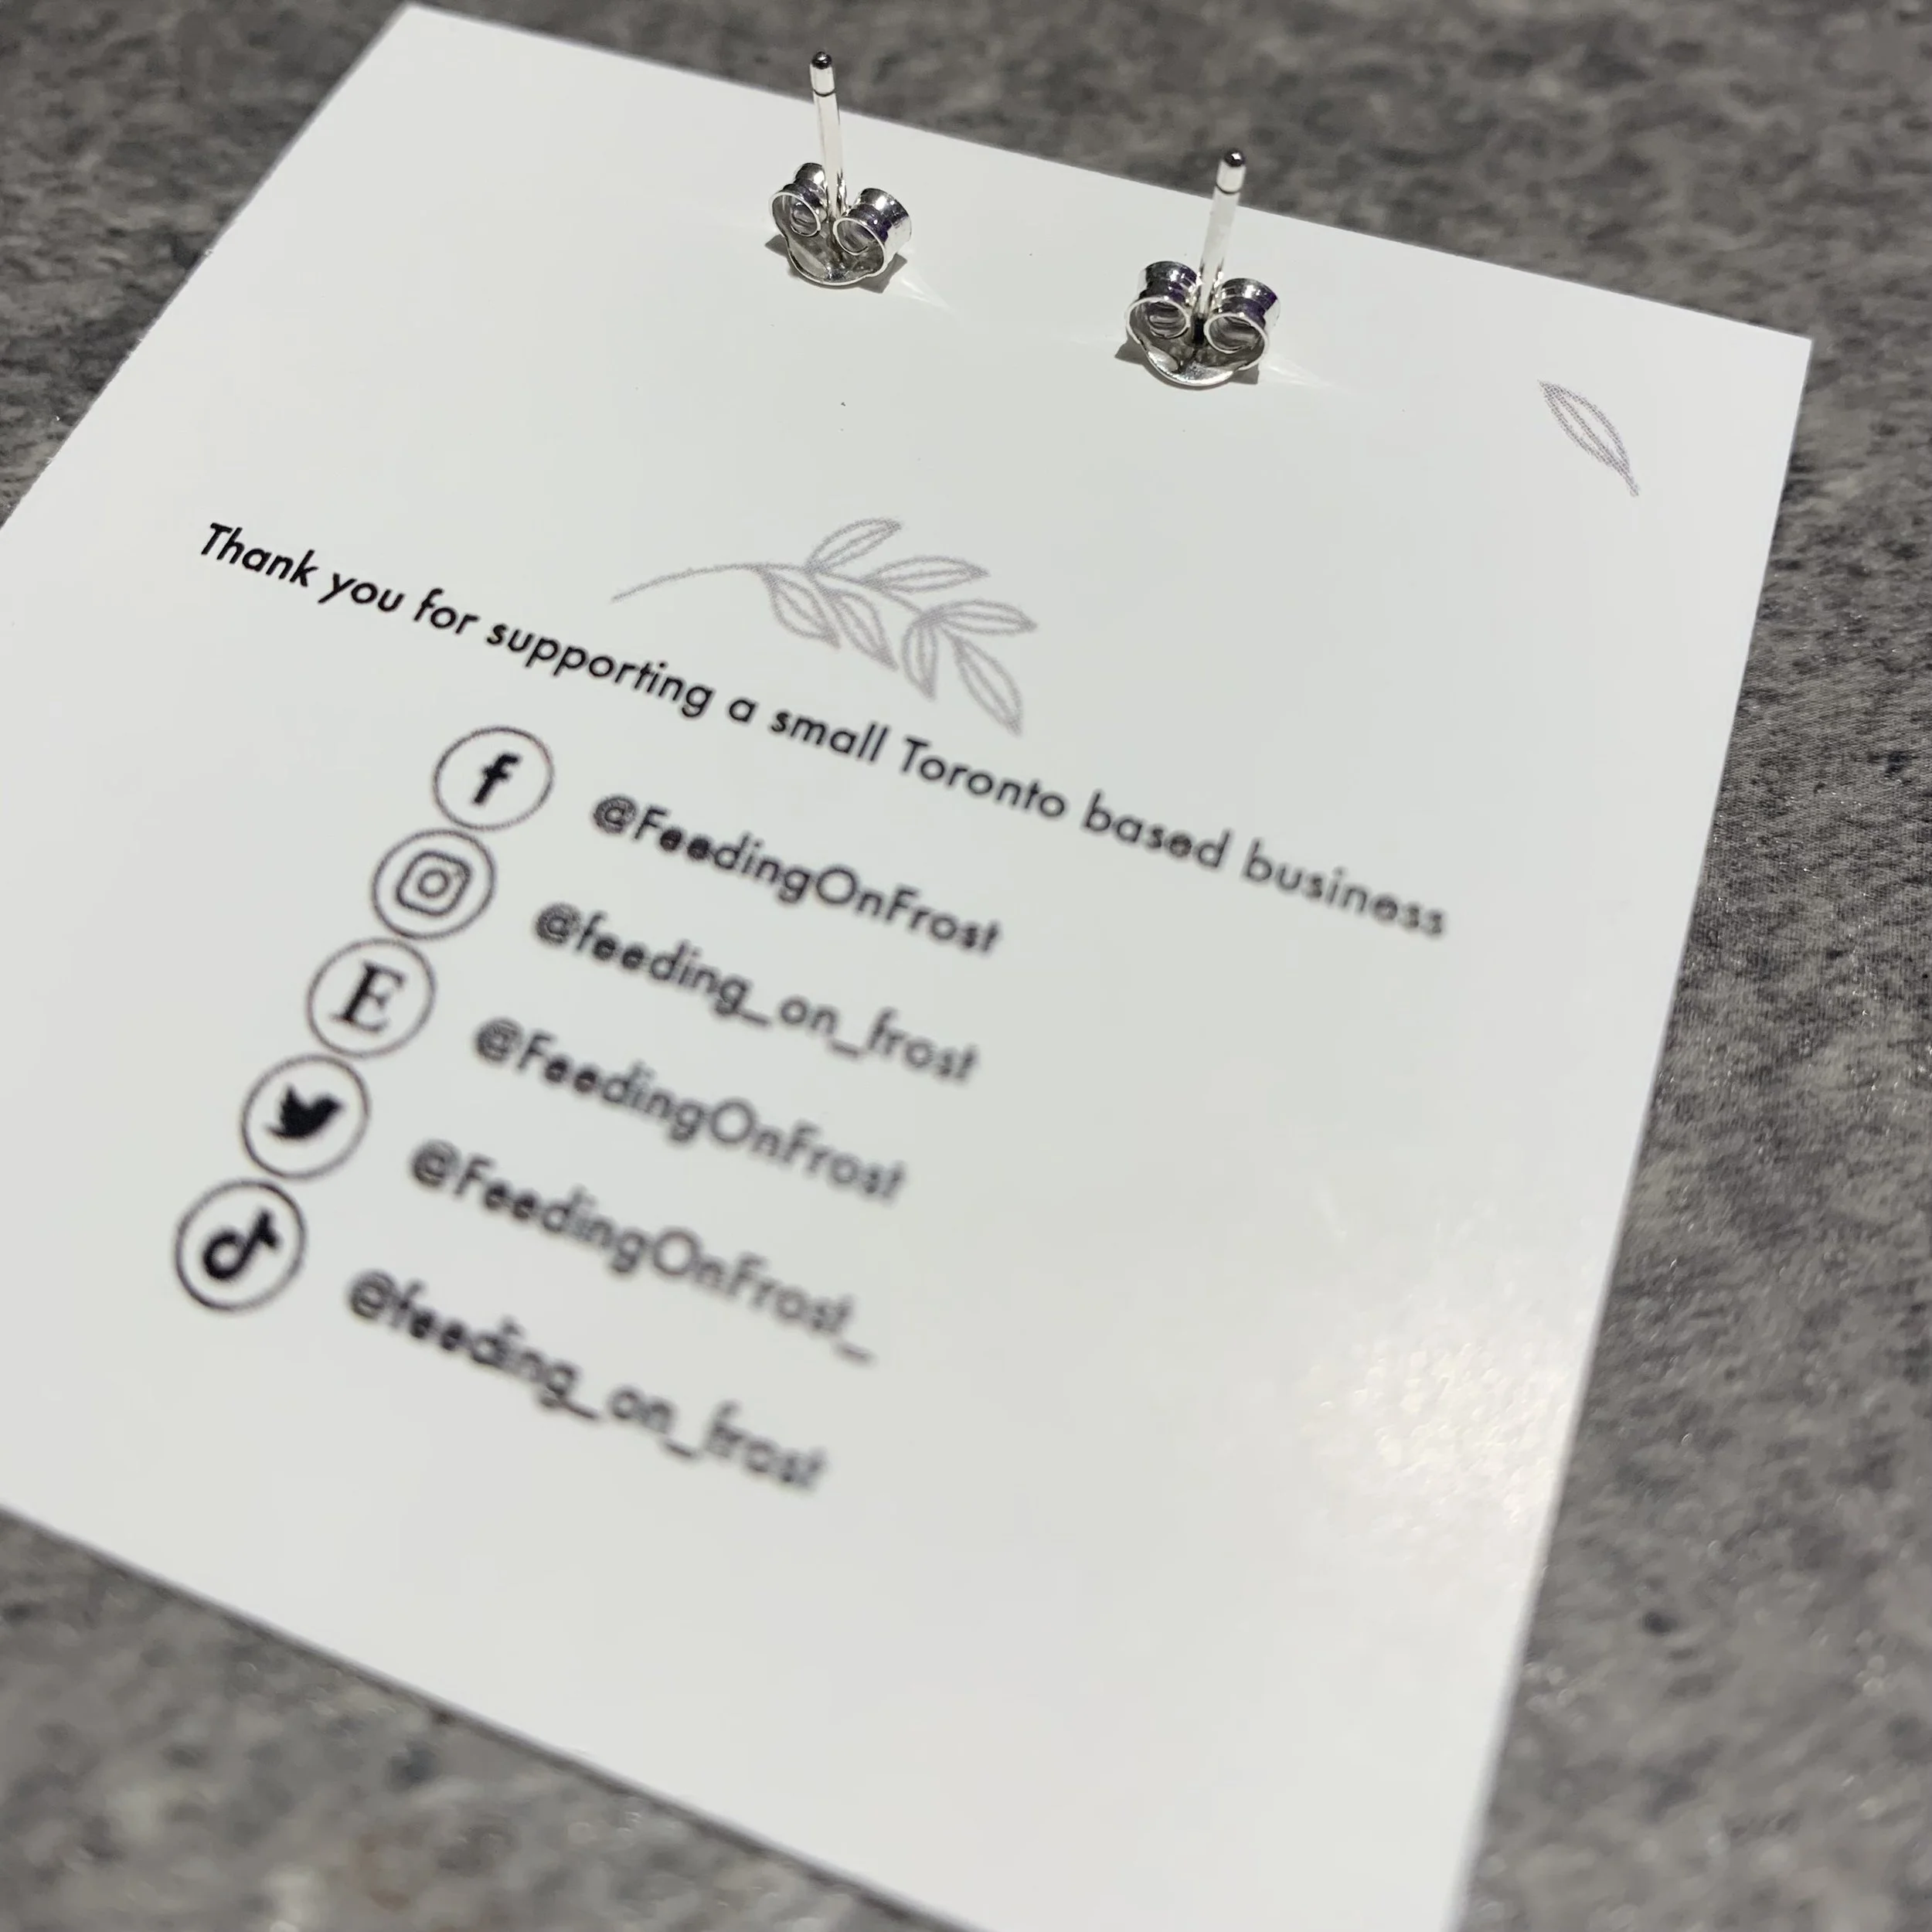 Thank you for supporting a small Toronto based business
@FeedingOnFrost
@feeding_on_frost
E @FeedingOnFrost
@FeedingOnFrost_
@feeding_on_frost